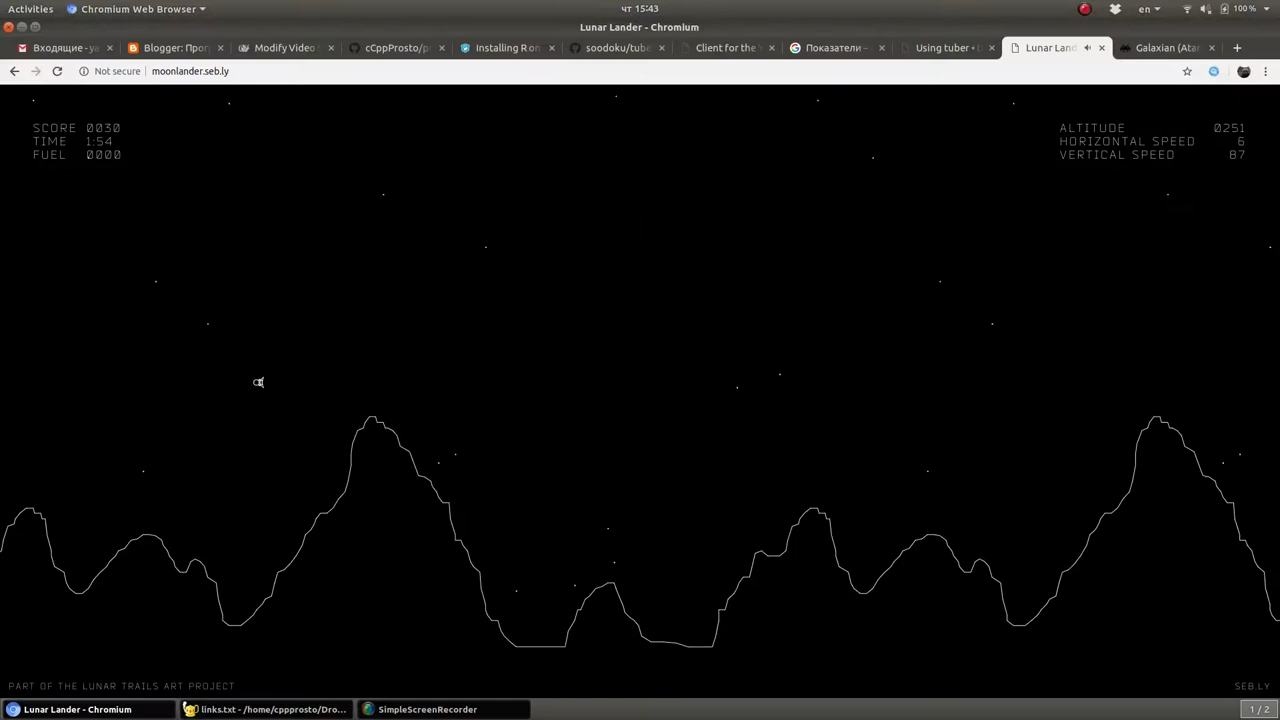 Activities
Chromium Web Browser
чт 15:43
en
100 %
Lunar Lander - Chromium
Входящие - ya
Blogger: Про
Modify Video
cCppProsto/p
Installing R on
soodoku/tube
Client for the Y
Показатели –
Using tuber •
Lunar Land
Galaxian (Atar
Not secure
moonlander.seb.ly
SCORE 0030
TIME 1:54
FUEL 0000
ALTITUDE 0251
HORIZONTAL SPEED 6
VERTICAL SPEED 87
PART OF THE LUNAR TRAILS ART PROJECT
SEB.LY
Lunar Lander - Chromium
links.txt - /home/cppprosto/Dro...
SimpleScreenRecorder
1 / 2